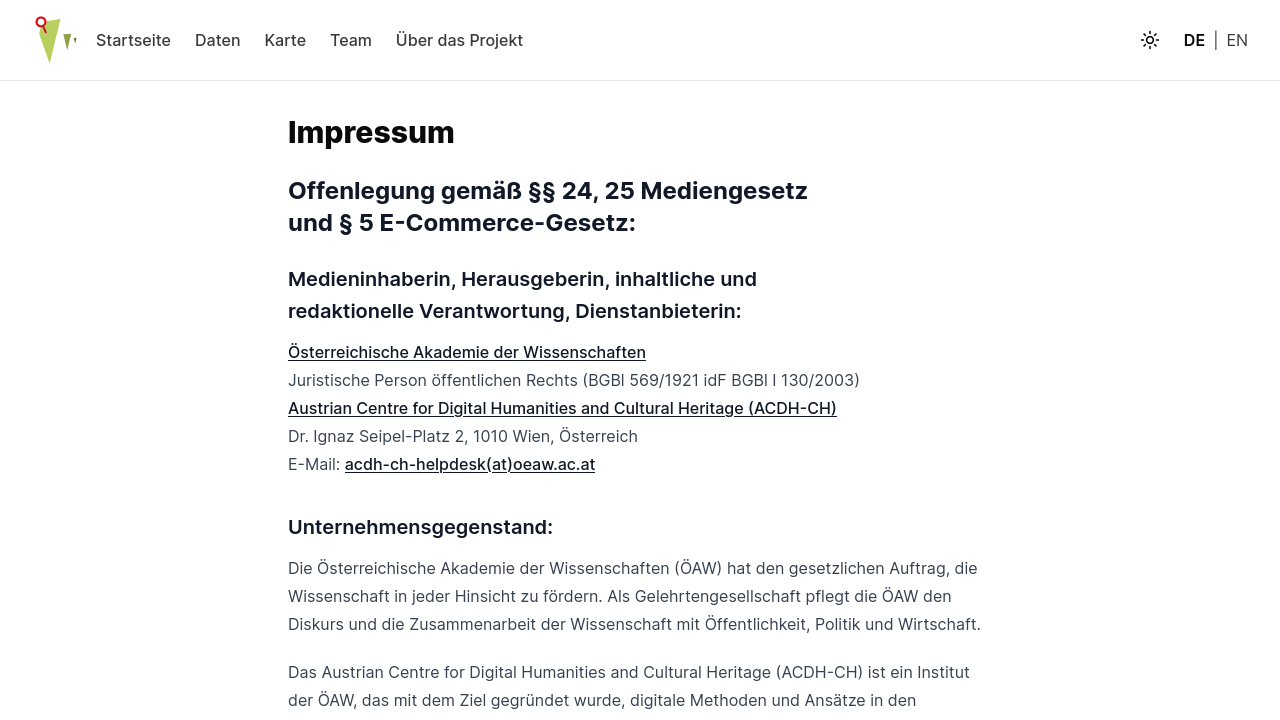 Startseite Daten Karte Team Über das Projekt DE | EN
Impressum
Offenlegung gemäß §§ 24, 25 Mediengesetz
und § 5 E-Commerce-Gesetz:
Medieninhaberin, Herausgeberin, inhaltliche und
redaktionelle Verantwortung, Dienstanbieterin:
Österreichische Akademie der Wissenschaften
Juristische Person öffentlichen Rechts (BGBl 569/1921 idF BGBl I 130/2003)
Austrian Centre for Digital Humanities and Cultural Heritage (ACDH-CH)
Dr. Ignaz Seipel-Platz 2, 1010 Wien, Österreich
E-Mail: acdh-ch-helpdesk(at)oeaw.ac.at
Unternehmensgegenstand:
Die Österreichische Akademie der Wissenschaften (ÖAW) hat den gesetzlichen Auftrag, die
Wissenschaft in jeder Hinsicht zu fördern. Als Gelehrtengesellschaft pflegt die ÖAW den
Diskurs und die Zusammenarbeit der Wissenschaft mit Öffentlichkeit, Politik und Wirtschaft.
Das Austrian Centre for Digital Humanities and Cultural Heritage (ACDH-CH) ist ein Institut
der ÖAW, das mit dem Ziel gegründet wurde, digitale Methoden und Ansätze in den